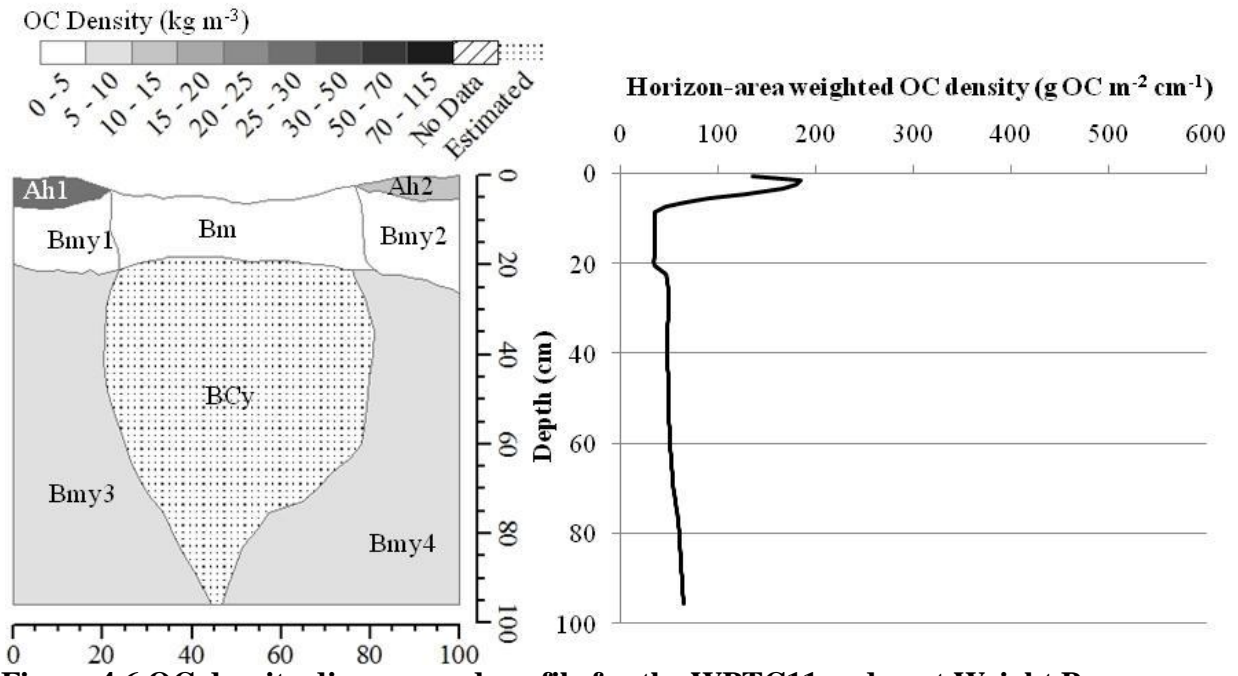 OC Density (kg m-3)
0 - 5
5 - 10
10 - 15
15 - 20
20 - 25
25 - 30
30 - 50
50 - 70
70 - 115
No Data
Estimated
Ah1
Ah2
Bmy1
Bm
Bmy2
BCy
Bmy3
Bmy4
0
20
40
60
80
100
0 20 40 60 80 100
Horizon-area weighted OC density (g OC m-2 cm-1)
0 100 200 300 400 500 600
Depth (cm)
0
20
40
60
80
100